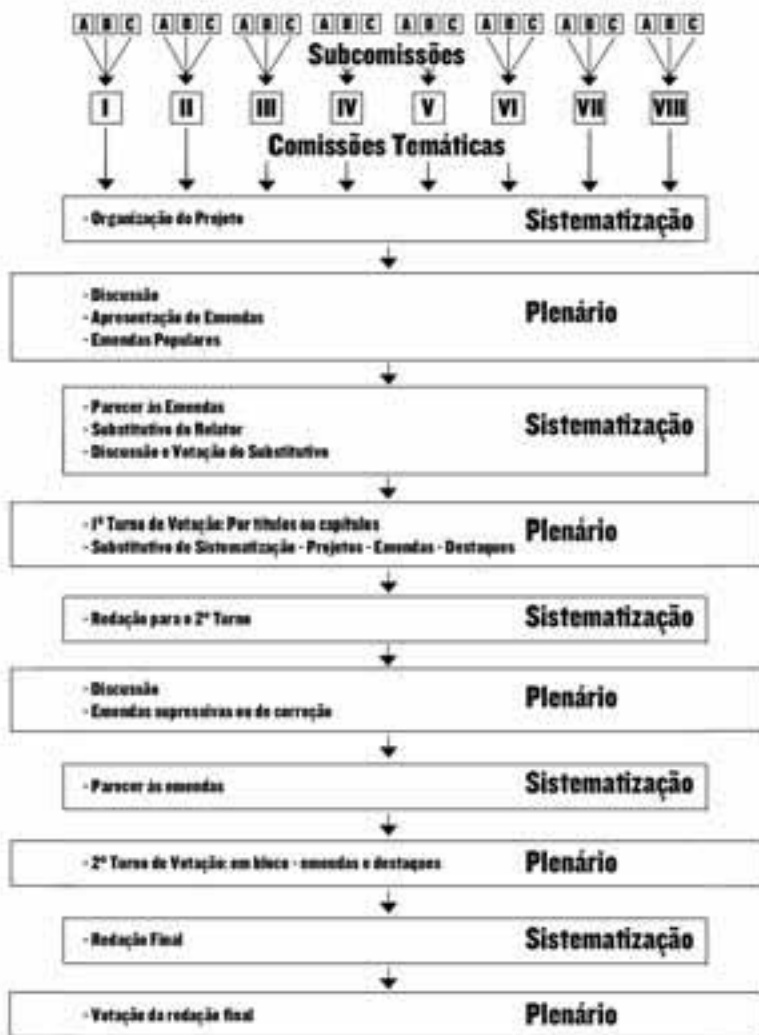 A B C A B C A B C A B C A B C A B C A B C A B C
Subcomissões
I II III IV V VI VII VIII
Comissões Temáticas
- Organização do Projeto
Sistematização
- Discussão
- Apresentação de Emendas
- Emendas Populares
Plenário
- Parecer às Emendas
- Substitutivo do Relator
- Discussão e Votação do Substitutivo
Sistematização
- 1º Turno de Votação: Por títulos ou capítulos
- Substitutivo de Sistematização - Projetos - Emendas - Destaques
Plenário
- Redação para o 2º Turno
Sistematização
- Discussão
- Emendas supressivas ou de correção
Plenário
- Parecer às emendas
Sistematização
- 2º Turno de Votação: em bloco - emendas e destaques
Plenário
- Redação Final
Sistematização
- Votação da redação final
Plenário